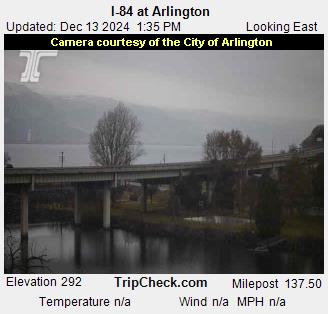 I-84 at Arlington
Updated: Dec 13 2024 1:35 PM Looking East
Camera courtesy of the City of Arlington
Elevation 292 TripCheck.com Milepost 137.50
Temperature n/a Wind n/a MPH n/a